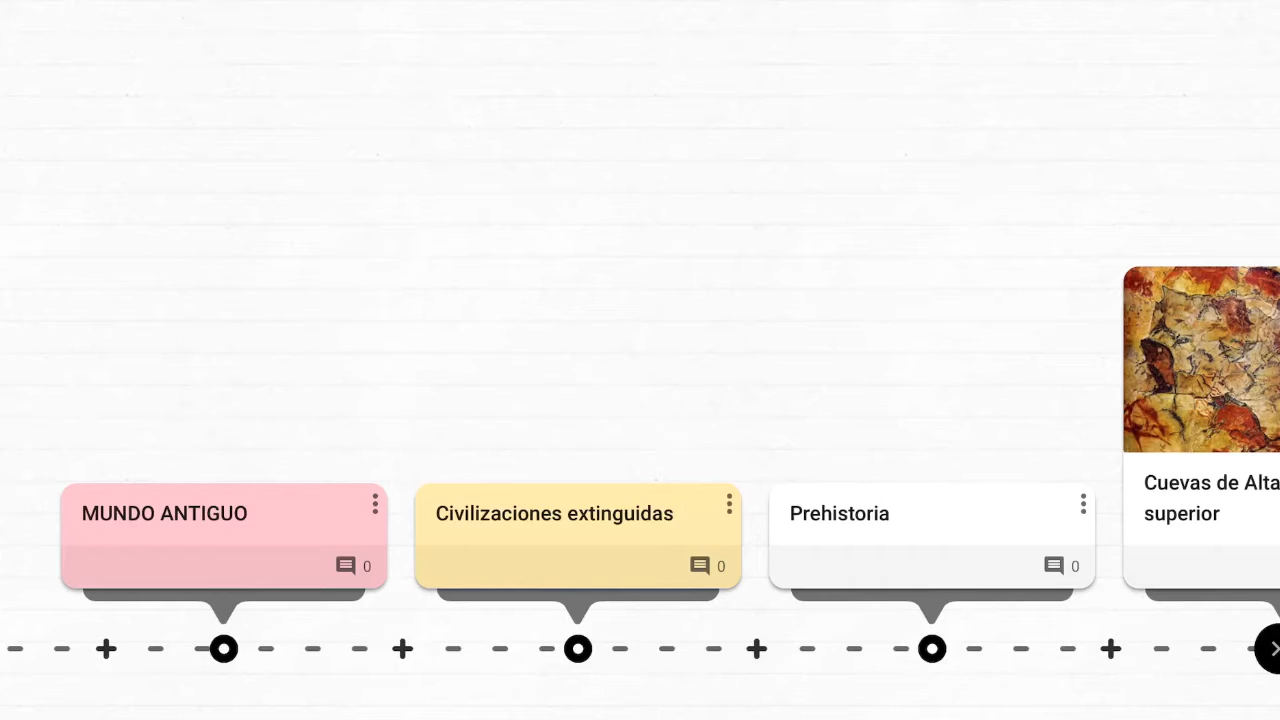 MUNDO ANTIGUO
0
Civilizaciones extinguidas
0
Prehistoria
0
Cuevas de Alta
superior